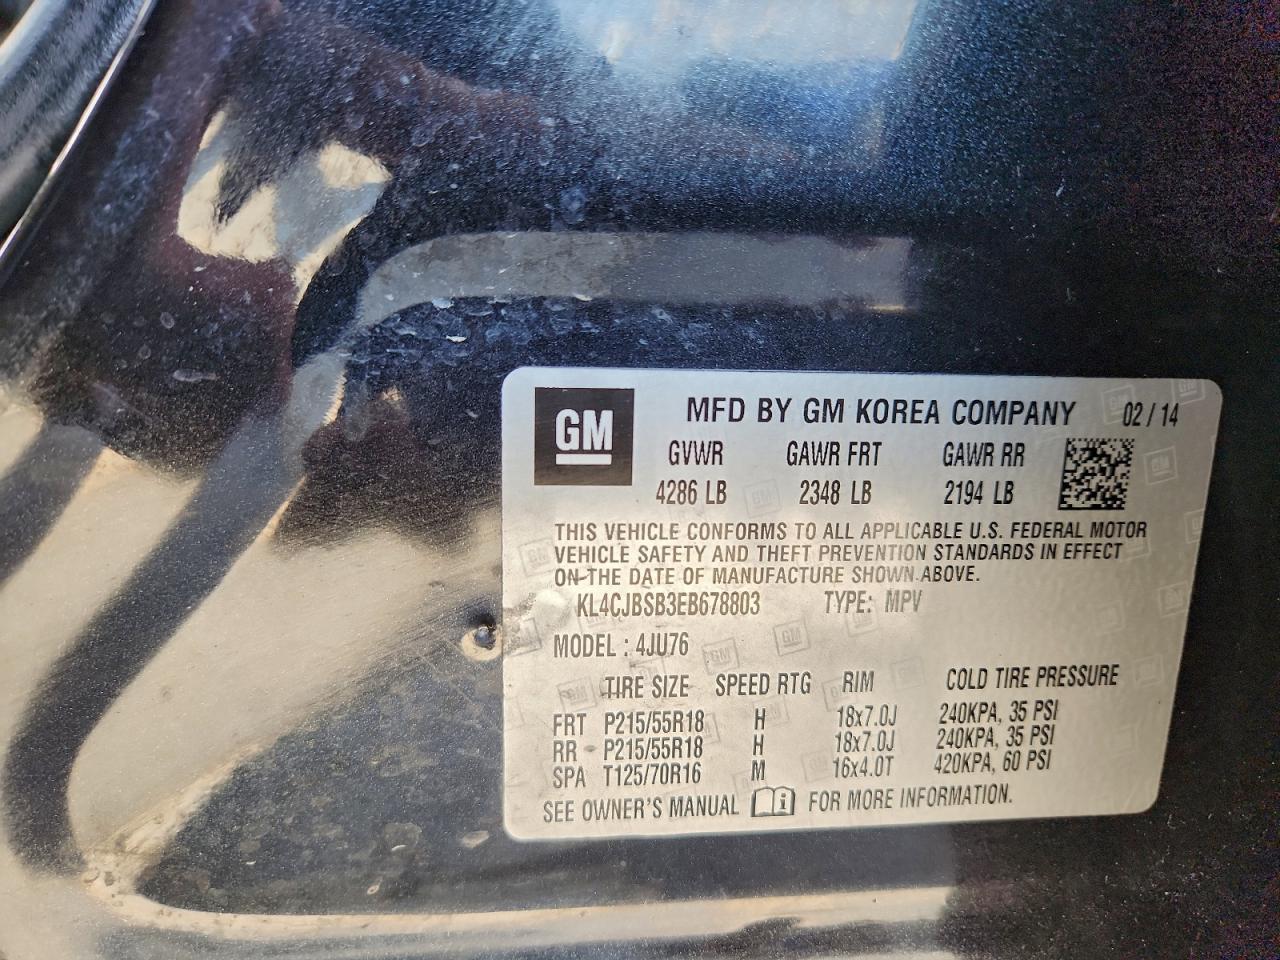 GM
MFD BY GM KOREA COMPANY 02 / 14
GVWR GAWR FRT GAWR RR
4286 LB 2348 LB 2194 LB
THIS VEHICLE CONFORMS TO ALL APPLICABLE U.S. FEDERAL MOTOR
VEHICLE SAFETY AND THEFT PREVENTION STANDARDS IN EFFECT
ON THE DATE OF MANUFACTURE SHOWN ABOVE.
KL4CJBSB3EB678803 TYPE: MPV
MODEL : 4JU76
TIRE SIZE SPEED RTG RIM COLD TIRE PRESSURE
FRT P215/55R18 H 18x7.0J 240KPA, 35 PSI
RR P215/55R18 H 18x7.0J 240KPA, 35 PSI
SPA T125/70R16 M 16x4.0T 420KPA, 60 PSI
SEE OWNER'S MANUAL i FOR MORE INFORMATION.